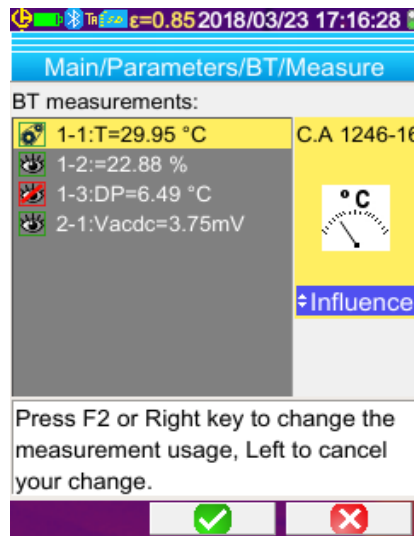 TA ε=0.85 2018/03/23 17:16:28
Main/Parameters/BT/Measure
BT measurements:
1-1:T=29.95 °C
1-2:=22.88 %
1-3:DP=6.49 °C
2-1:Vacdc=3.75mV
C.A 1246-16
°C
Influence
Press F2 or Right key to change the
measurement usage, Left to cancel
your change.